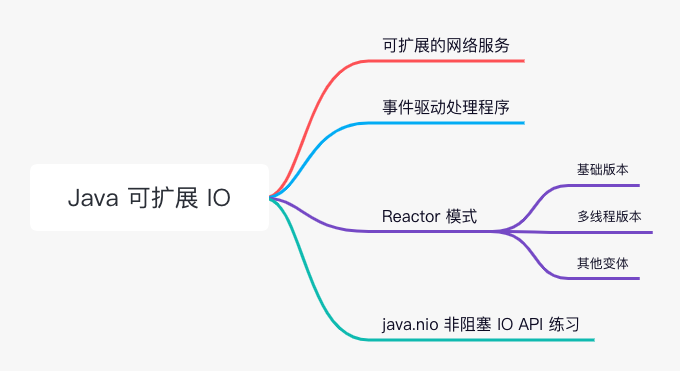 Java 可扩展 IO
可扩展的网络服务
事件驱动处理程序
Reactor 模式
基础版本
多线程版本
其他变体
java.nio 非阻塞 IO API 练习